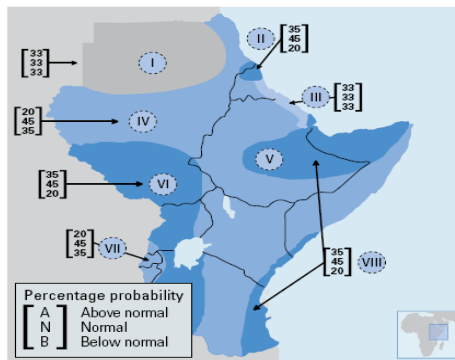 I
33
33
33
II
35
45
20
III
33
33
33
20
45
35
IV
V
35
45
20
VI
20
45
35
VII
35
45
20
VIII
Percentage probability
A Above normal
N Normal
B Below normal